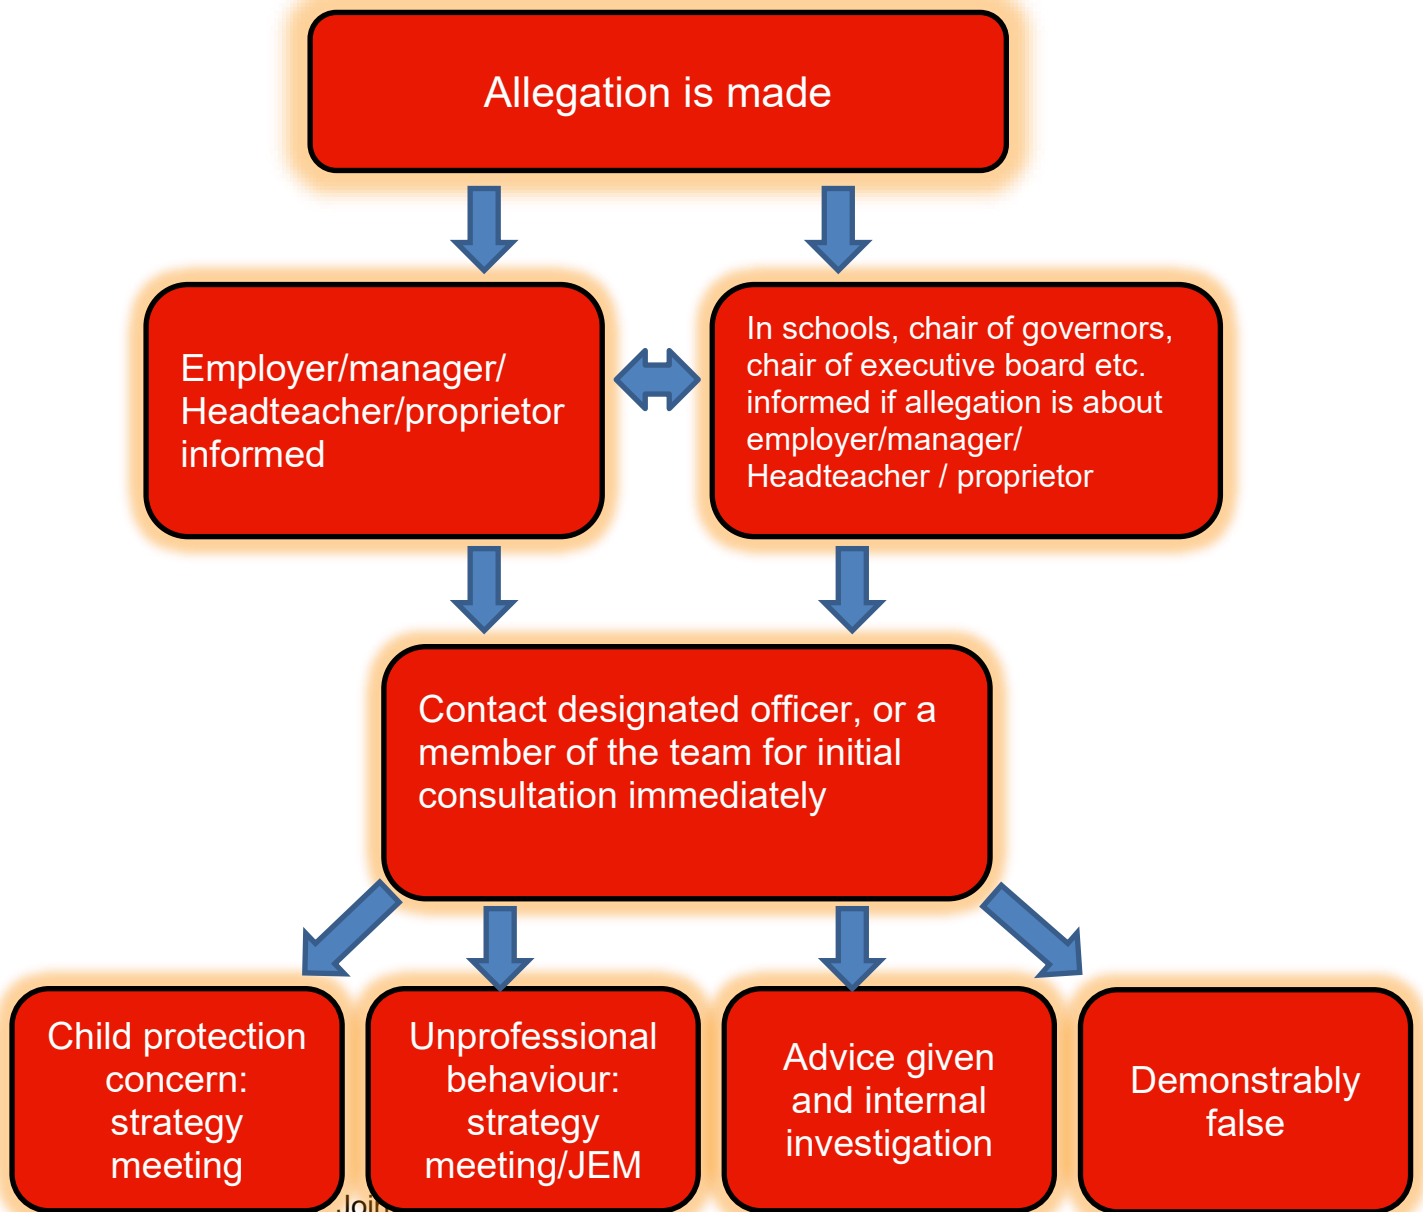 Allegation is made
Employer/manager/
Headteacher/proprietor
informed
In schools, chair of governors,
chair of executive board etc.
informed if allegation is about
employer/manager/
Headteacher / proprietor
Contact designated officer, or a
member of the team for initial
consultation immediately
Child protection
concern:
strategy
meeting
Unprofessional
behaviour:
strategy
meeting/JEM
Advice given
and internal
investigation
Demonstrably
false